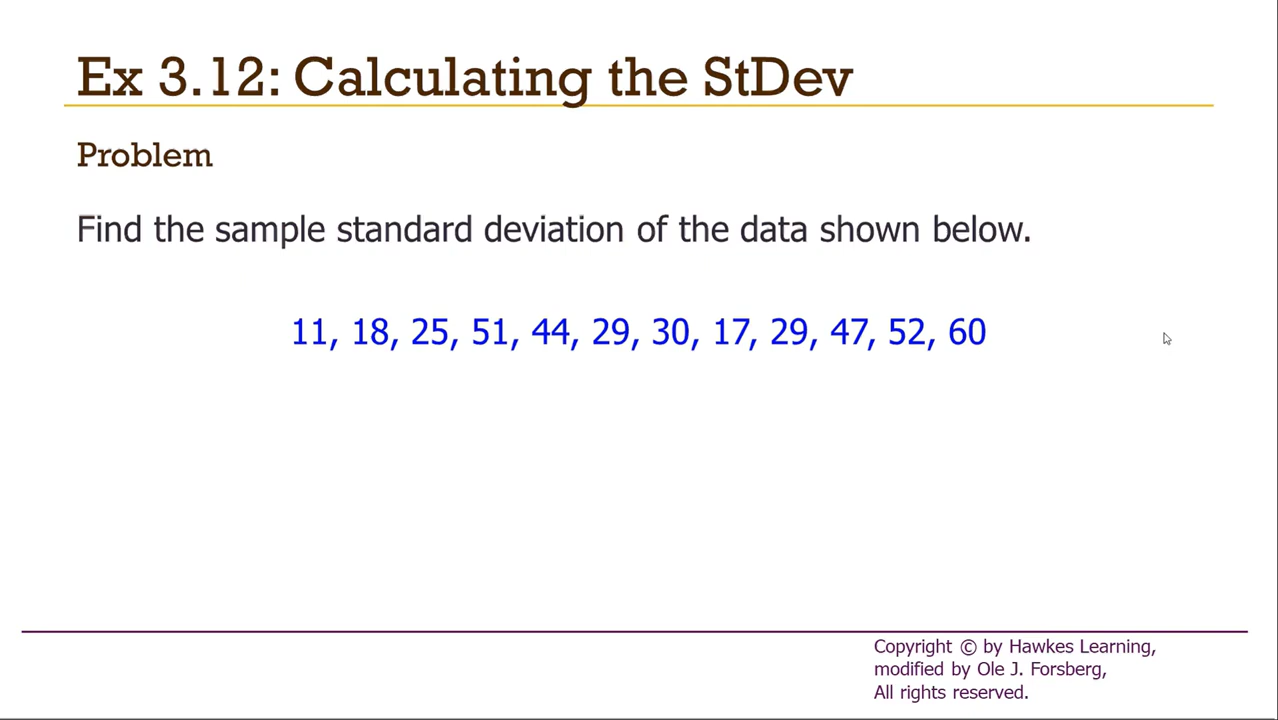 Ex 3.12: Calculating the StDev
Problem
Find the sample standard deviation of the data shown below.
11, 18, 25, 51, 44, 29, 30, 17, 29, 47, 52, 60
Copyright © by Hawkes Learning,
modified by Ole J. Forsberg,
All rights reserved.